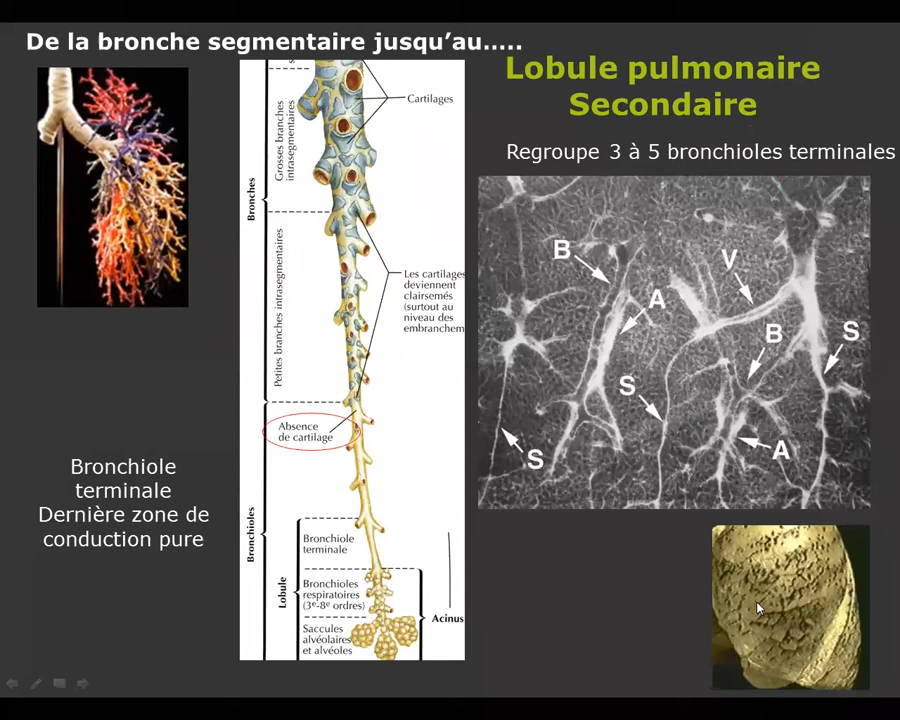 De la bronche segmentaire jusqu'au.....
Lobule pulmonaire
Secondaire
Regroupe 3 à 5 bronchioles terminales
Bronches
Grosses branches
intrasegmentaires
Cartilages
Petites branches intrasegmentaires
Les cartilages
deviennent
clairsemés
(surtout au
niveau des
embranchem
Absence
de cartilage
Bronchioles
Lobule
Bronchiole
terminale
Bronchioles
respiratoires
(3e-8e ordres)
Saccules
alvéolaires
et alvéoles
Acinus
Bronchiole
terminale
Dernière zone de
conduction pure
B
A
V
S
B
S
A
S